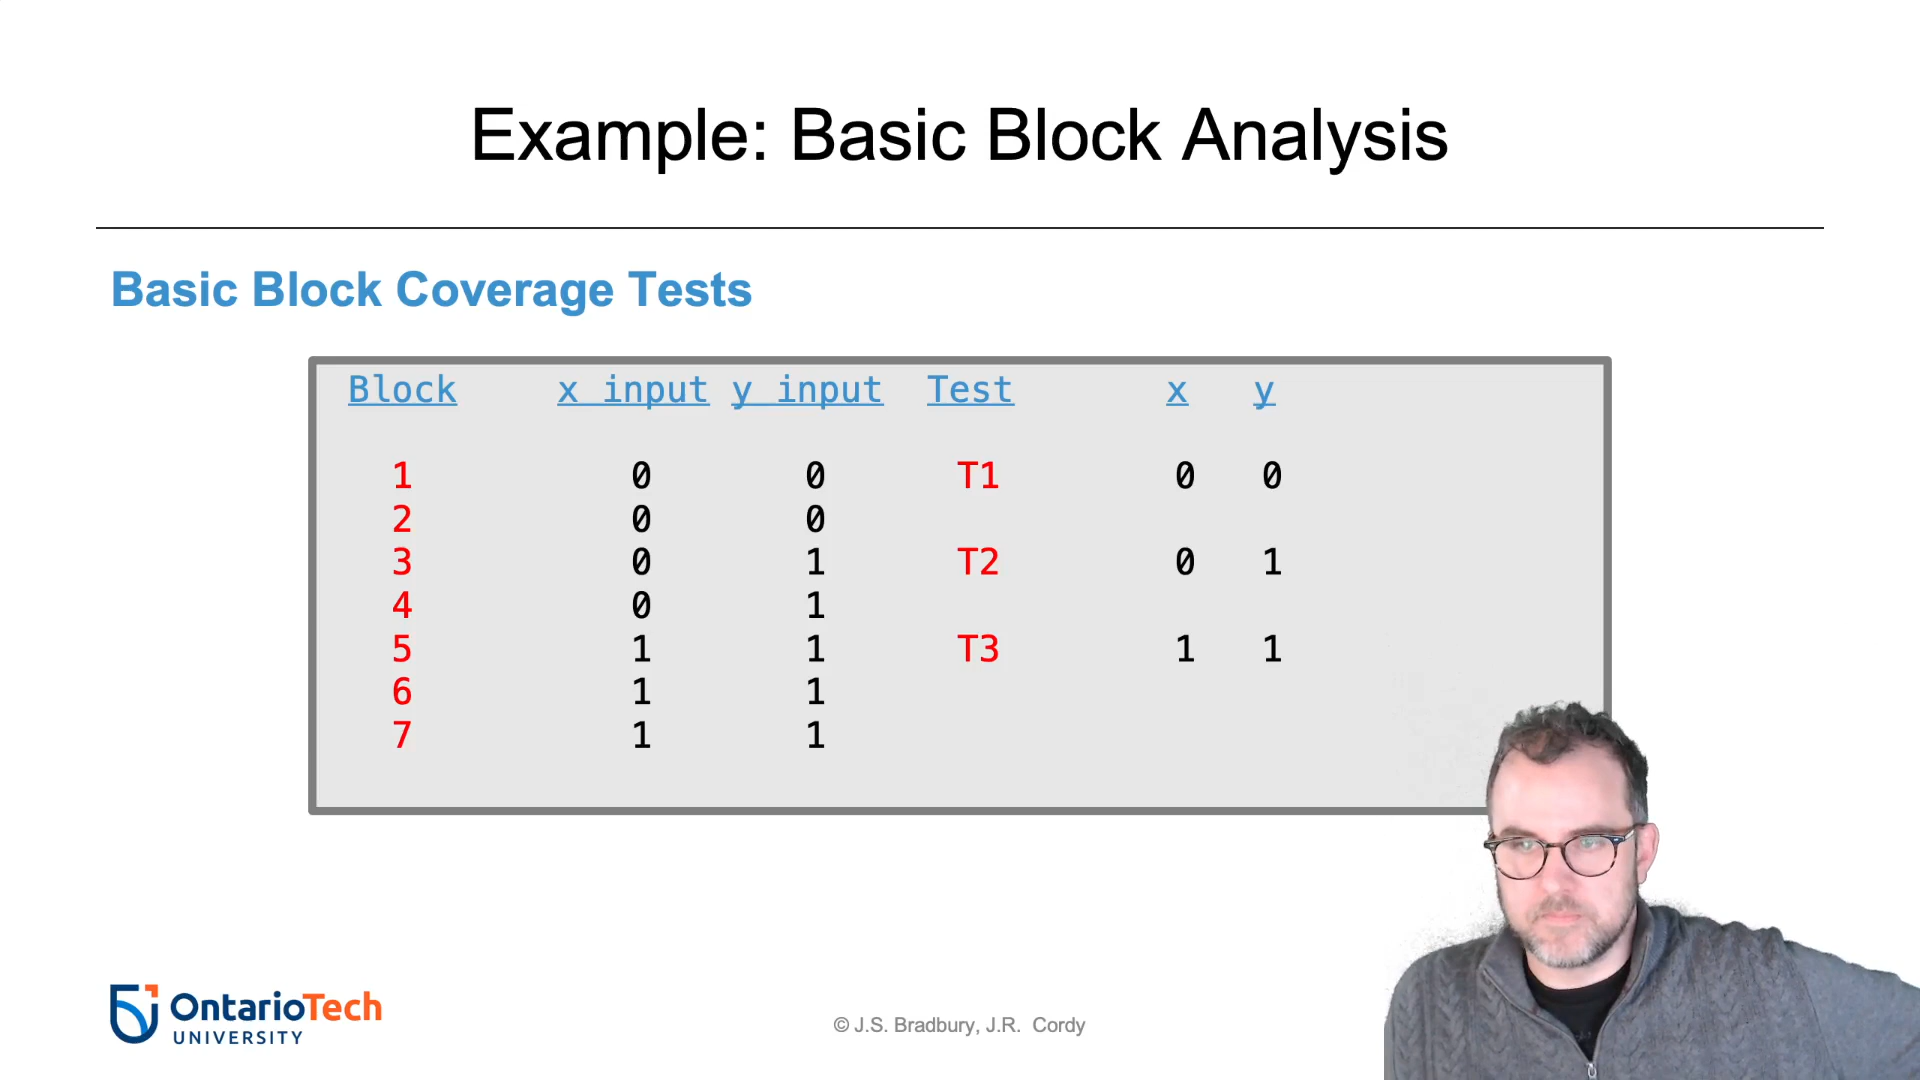 Example: Basic Block Analysis
Basic Block Coverage Tests
Block x input y input Test x y
1 0 0 T1 0 0
2 0 0
3 0 1 T2 0 1
4 0 1
5 1 1 T3 1 1
6 1 1
7 1 1
OntarioTech
UNIVERSITY
© J.S. Bradbury, J.R. Cordy